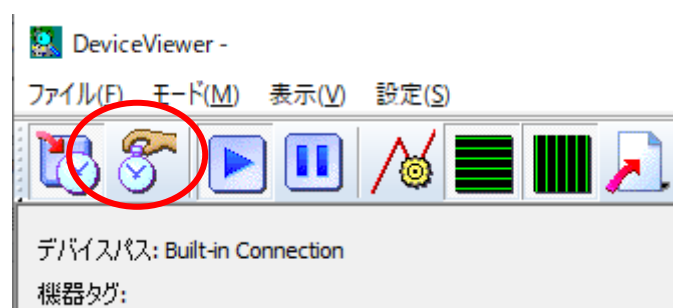 DeviceViewer -
ファイル(F) モード(M) 表示(V) 設定(S)
デバイスパス: Built-in Connection
機器タグ: